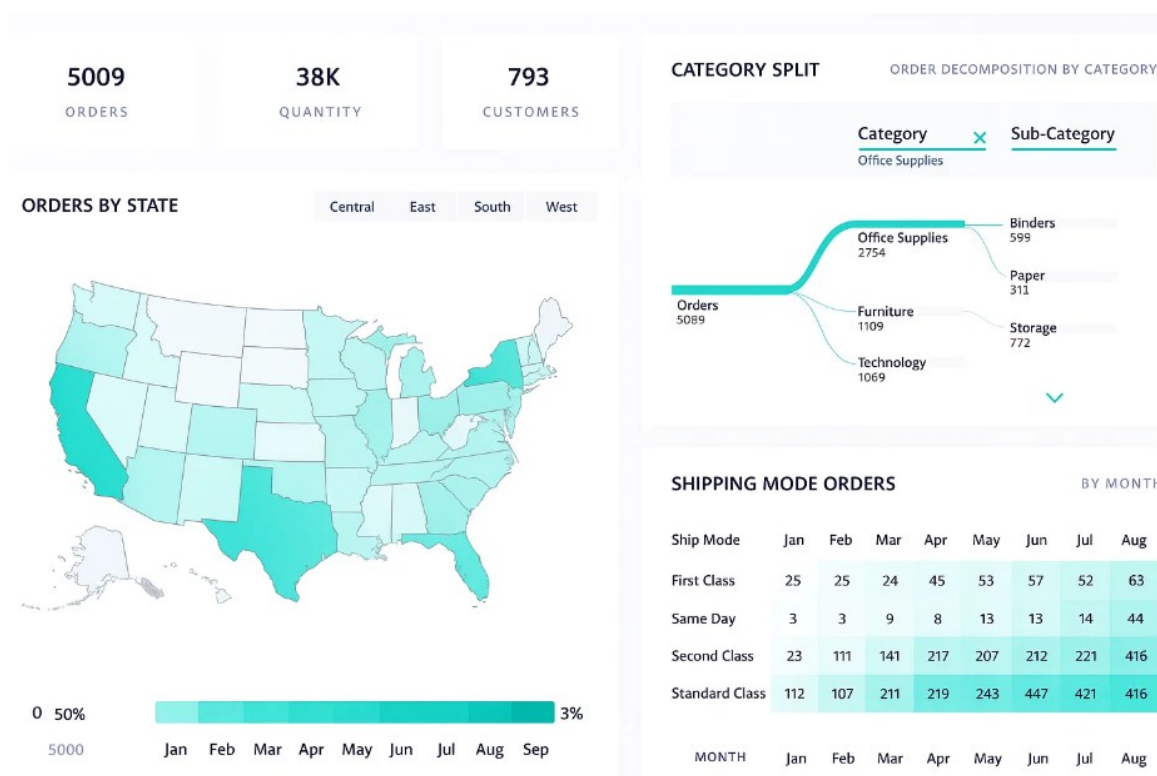 5009
ORDERS
38K
QUANTITY
793
CUSTOMERS
ORDERS BY STATE
Central East South West
0 50%
3%
5000
Jan Feb Mar Apr May Jun Jul Aug Sep
CATEGORY SPLIT
ORDER DECOMPOSITION BY CATEGORY
Category × Sub-Category
Office Supplies
Orders
5089
Office Supplies
2754
Furniture
1109
Technology
1069
Binders
599
Paper
311
Storage
772
SHIPPING MODE ORDERS
BY MONTH
Ship Mode Jan Feb Mar Apr May Jun Jul Aug
First Class 25 25 24 45 53 57 52 63
Same Day 3 3 9 8 13 13 14 44
Second Class 23 111 141 217 207 212 221 416
Standard Class 112 107 211 219 243 447 421 416
MONTH Jan Feb Mar Apr May Jun Jul Aug